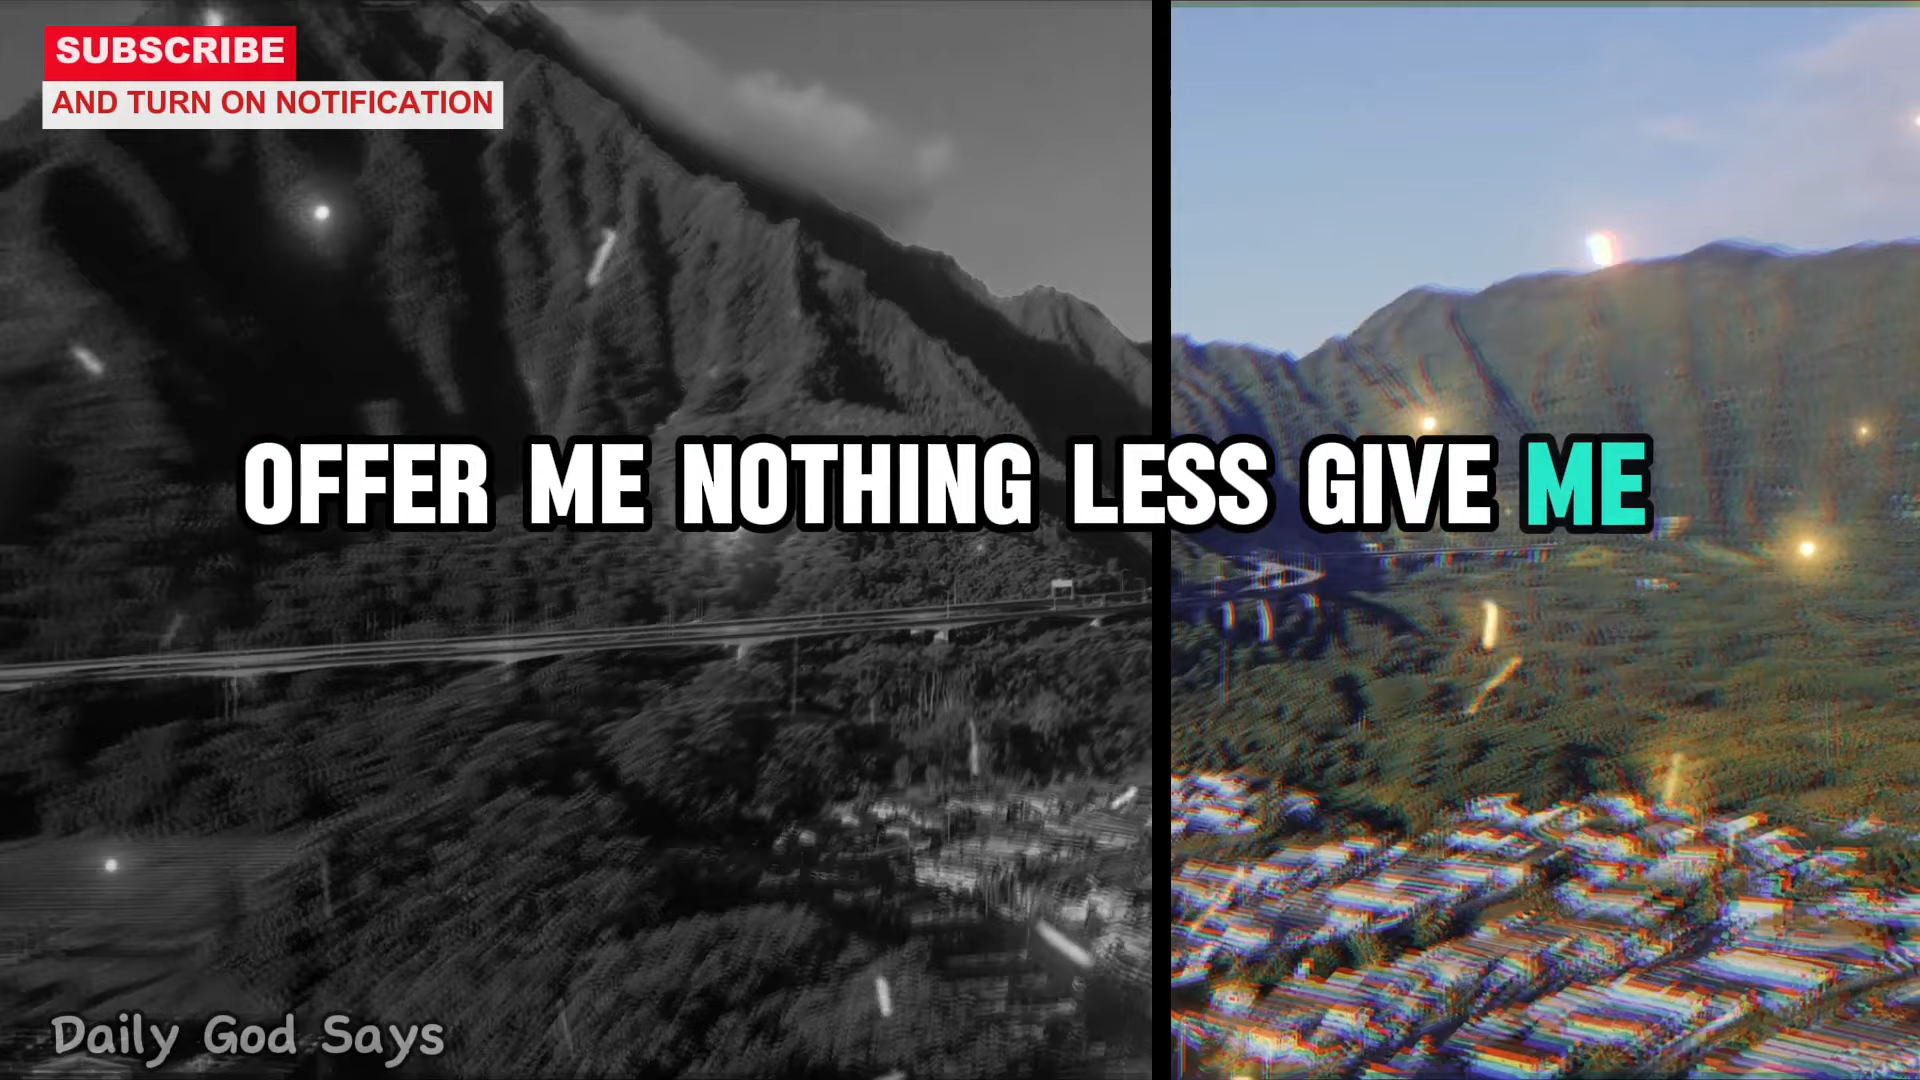 SUBSCRIBE
AND TURN ON NOTIFICATION
OFFER ME NOTHING LESS GIVE ME
Daily God Says